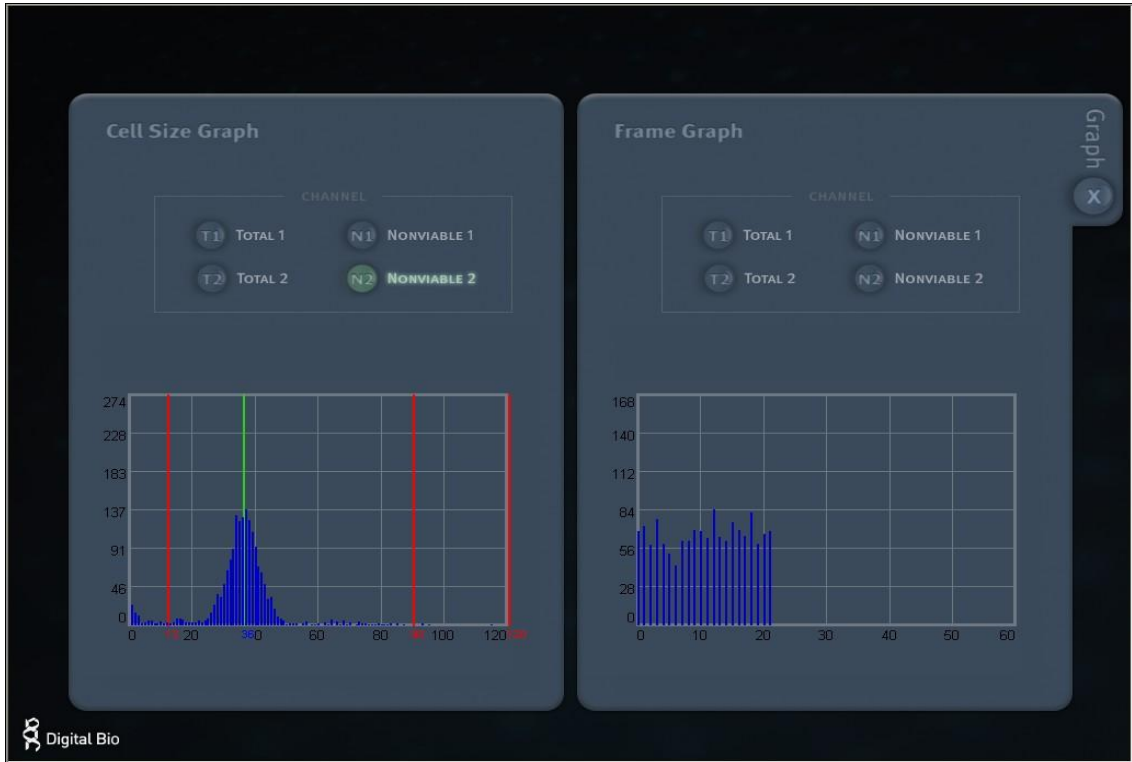 Cell Size Graph
CHANNEL
T1 TOTAL 1 N1 NONVIABLE 1
T2 TOTAL 2 N2 NONVIABLE 2
274
228
183
137
91
46
0
0 20 36 40 60 80 100 120
Frame Graph
CHANNEL
T1 TOTAL 1 N1 NONVIABLE 1
T2 TOTAL 2 N2 NONVIABLE 2
168
140
112
84
56
28
0
0 10 20 30 40 50 60
Graph
X
Digital Bio